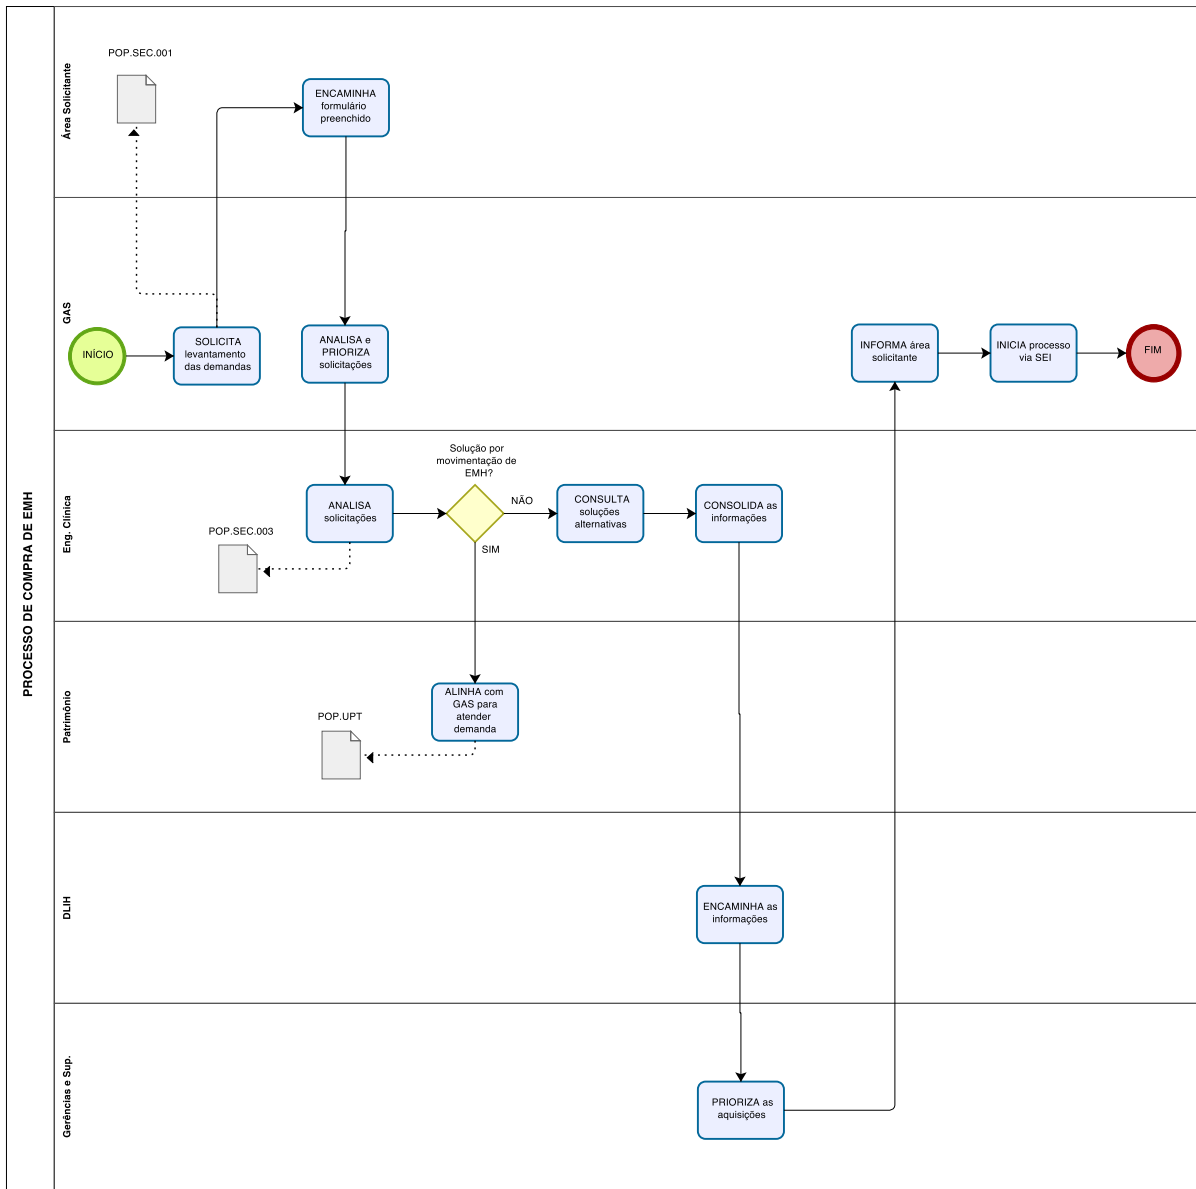 PROCESSO DE COMPRA DE EMH
Área Solicitante
POP.SEC.001
ENCAMINHA
formulário
preenchido
GAS
INÍCIO
SOLICITA
levantamento
das demandas
ANALISA e
PRIORIZA
solicitações
INFORMA área
solicitante
INICIA processo
via SEI
FIM
Eng. Clínica
ANALISA
solicitações
Solução por
movimentação de
EMH?
NÃO
SIM
CONSULTA
soluções
alternativas
CONSOLIDA as
informações
POP.SEC.003
Patrimônio
ALINHA com
GAS para
atender
demanda
POP.UPT
DLIH
ENCAMINHA as
informações
Gerências e Sup.
PRIORIZA as
aquisições